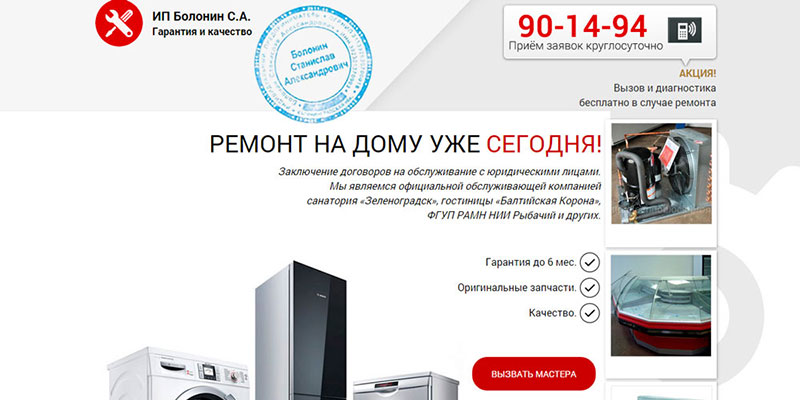 ИП Болонин С.А.
Гарантия и качество
Болонин
Станислав
Александрович
90-14-94
Приём заявок круглосуточно
АКЦИЯ!
Вызов и диагностика
бесплатно в случае ремонта
РЕМОНТ НА ДОМУ УЖЕ СЕГОДНЯ!
Заключение договоров на обслуживание с юридическими лицами.
Мы являемся официальной обслуживающей компанией
санатория «Зеленоградск», гостиницы «Балтийская Корона»,
ФГУП РАМН НИИ Рыбачий и других.
Гарантия до 6 мес.
Оригинальные запчасти.
Качество.
ВЫЗВАТЬ МАСТЕРА